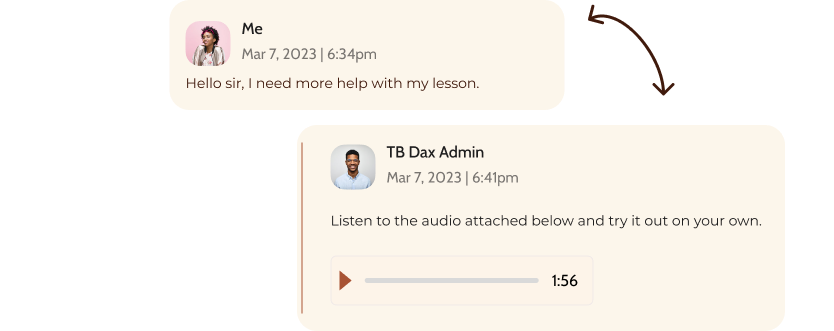 Me
Mar 7, 2023 | 6:34pm
Hello sir, I need more help with my lesson.
TB Dax Admin
Mar 7, 2023 | 6:41pm
Listen to the audio attached below and try it out on your own.
1:56